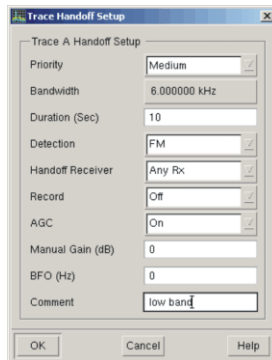 Trace Handoff Setup
Trace A Handoff Setup
Priority Medium
Bandwidth 6.000000 kHz
Duration (Sec) 10
Detection FM
Handoff Receiver Any Rx
Record Off
AGC On
Manual Gain (dB) 0
BFO (Hz) 0
Comment low band
OK Cancel Help